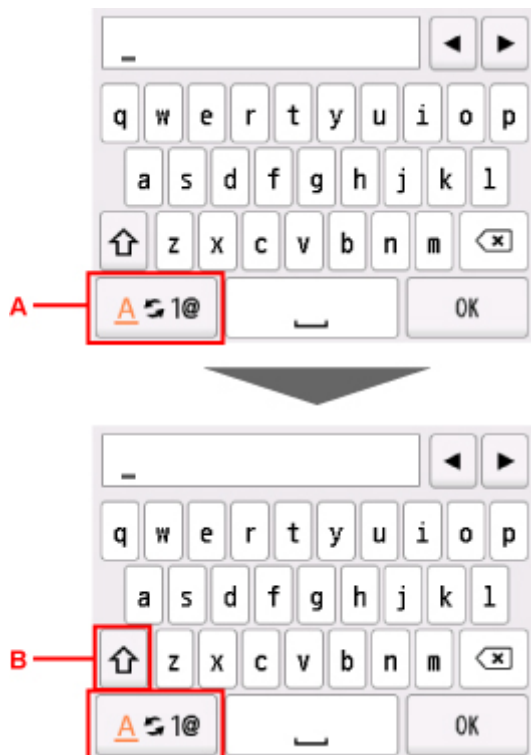 q w e r t y u i o p
a s d f g h j k l
z x c v b n m
A A 1@ OK
q w e r t y u i o p
a s d f g h j k l
B z x c v b n m
A 1@ OK